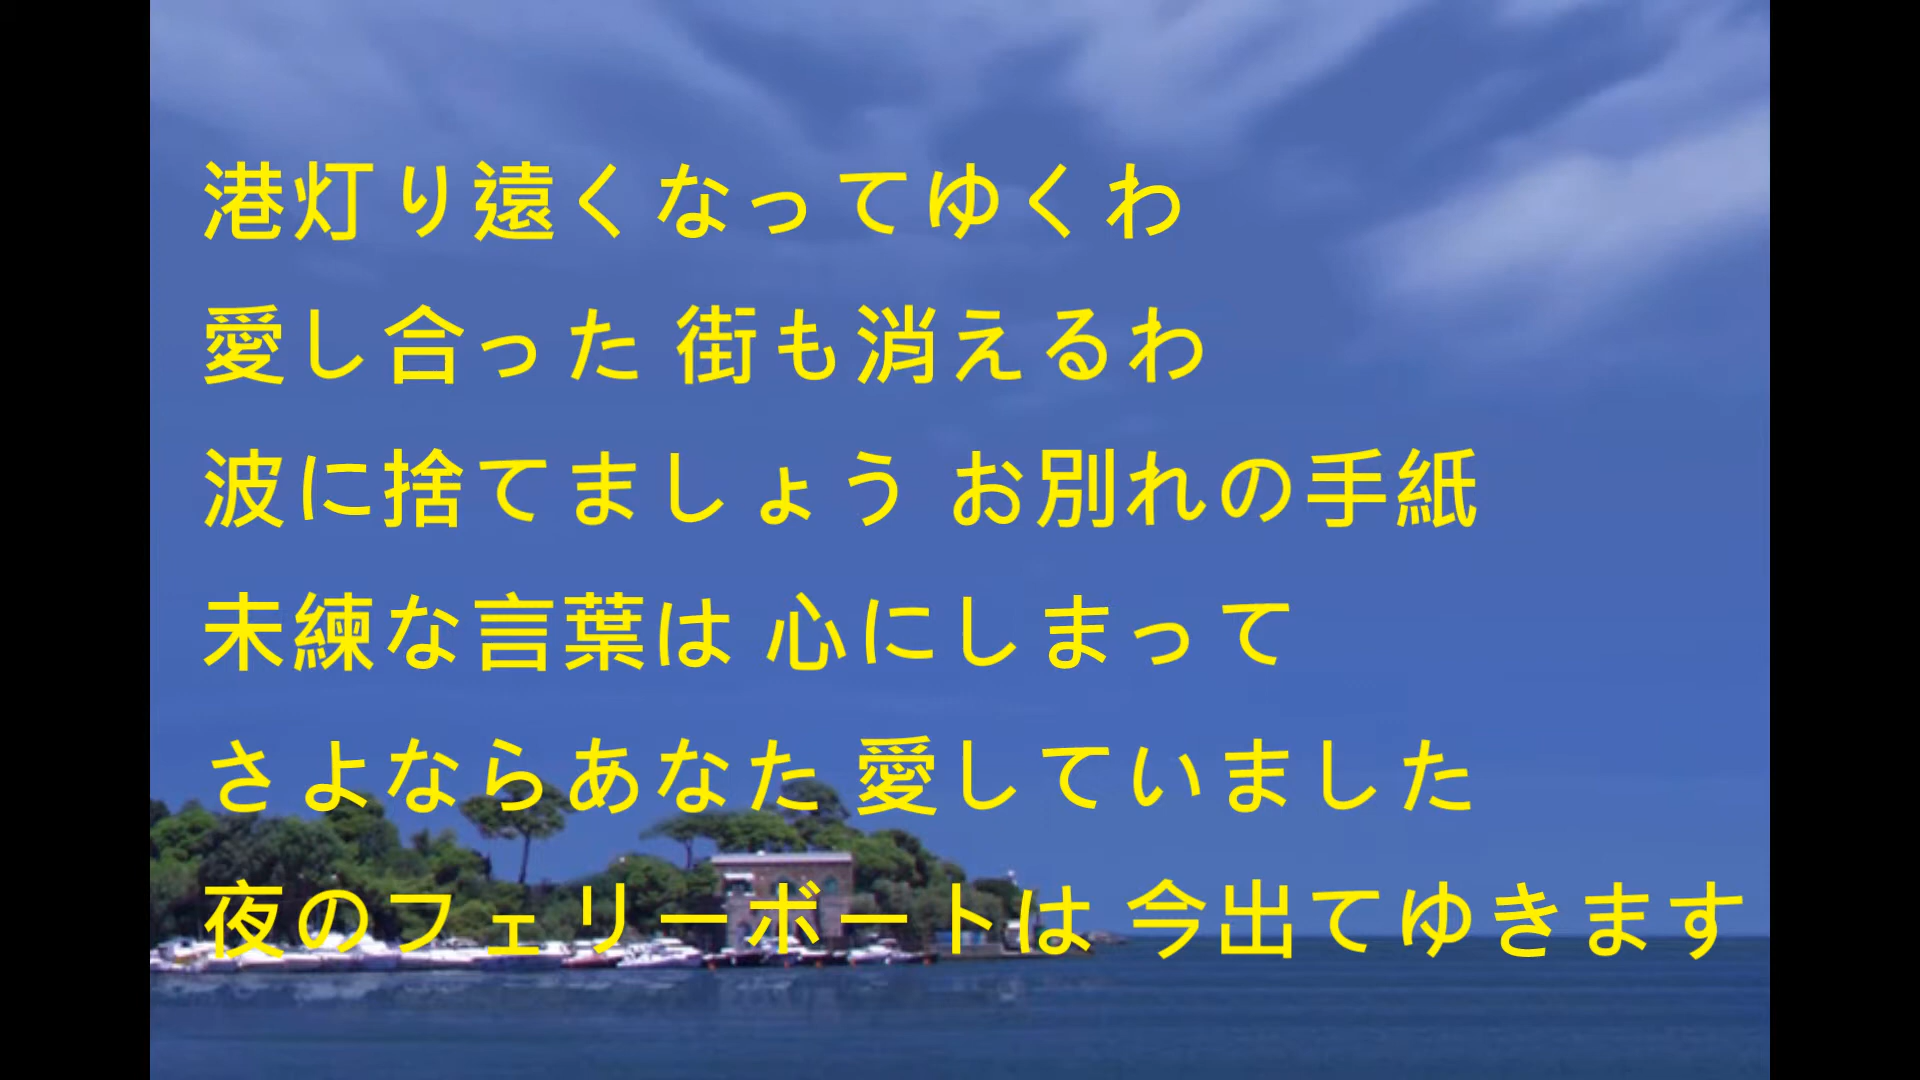 港灯り遠くなってゆくわ
愛し合った 街も消えるわ
波に捨てましょう お別れの手紙
未練な言葉は 心にしまって
さよならあなた 愛していました
夜のフェリーボートは 今出てゆきます